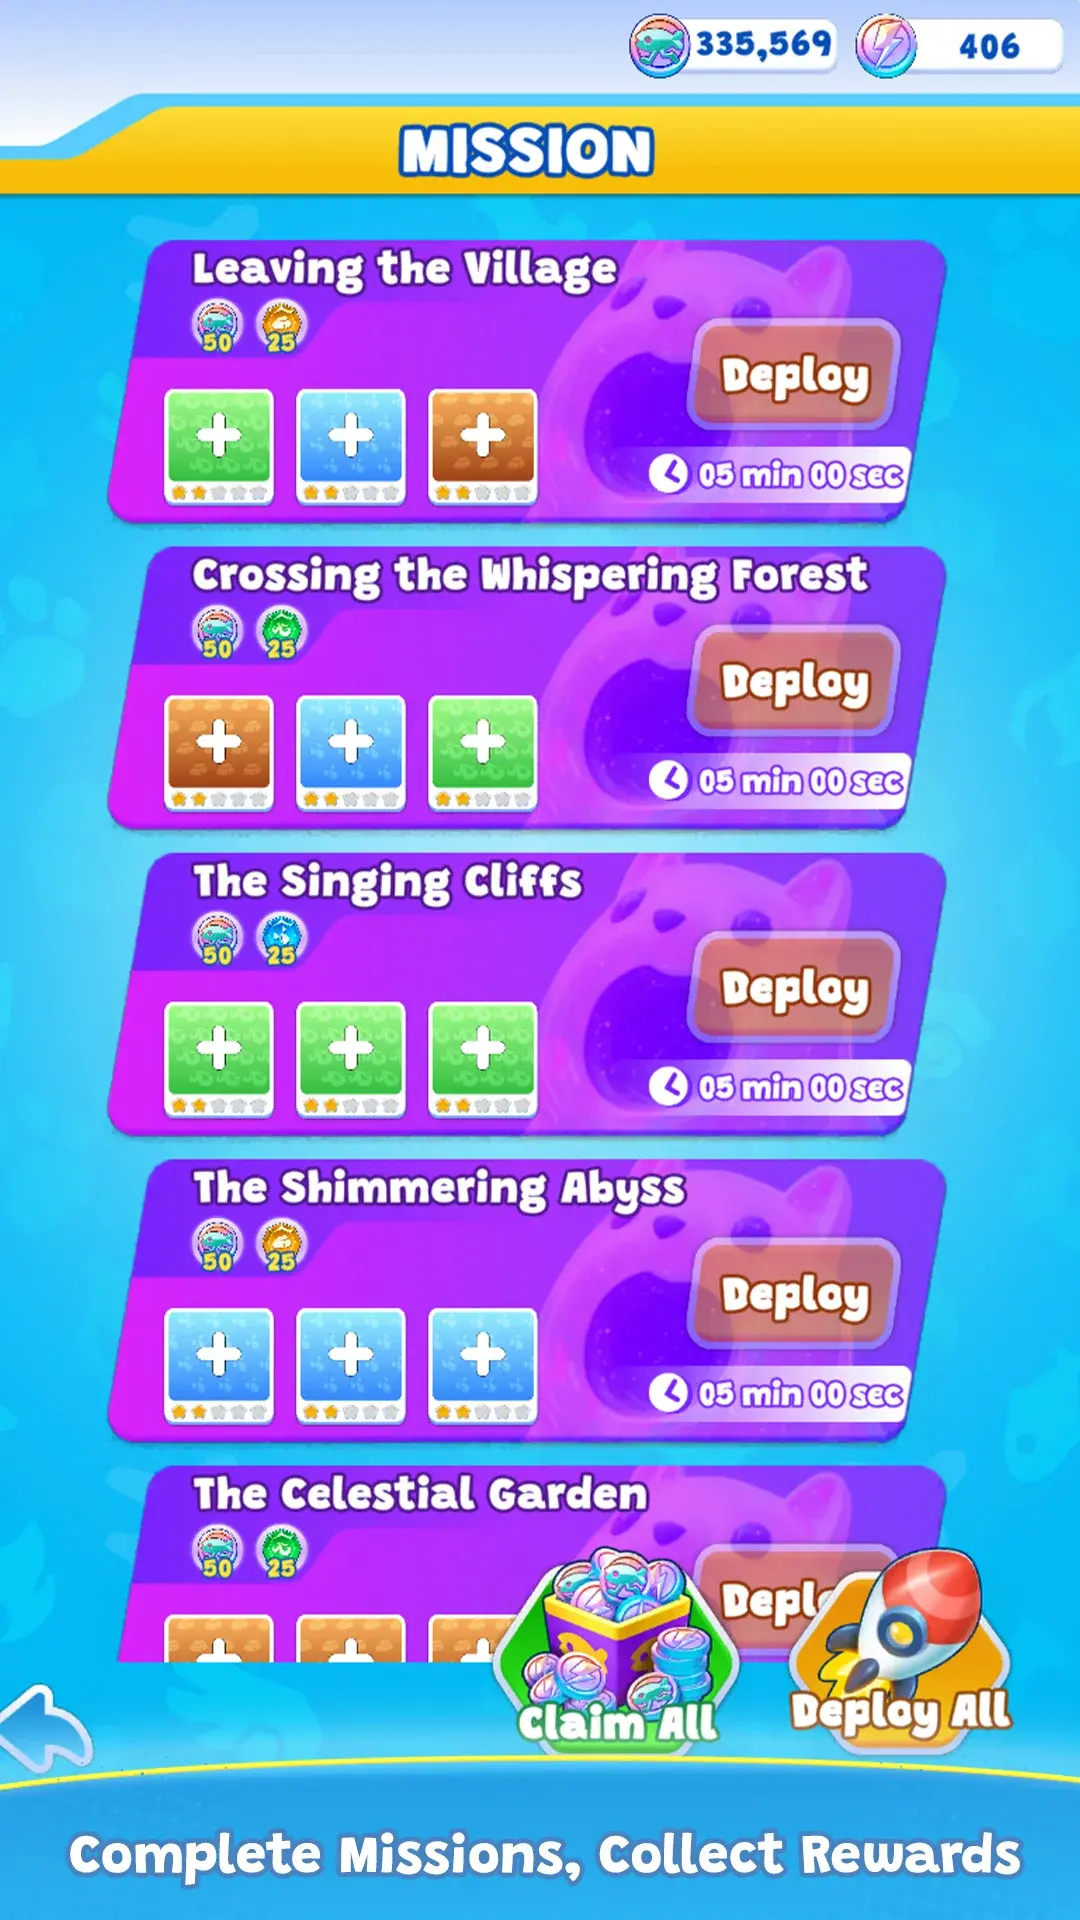 335,569
406
MISSION
Leaving the Village
50
25
Deploy
05 min 00 sec
Crossing the Whispering Forest
50
25
Deploy
05 min 00 sec
The Singing Cliffs
50
25
Deploy
05 min 00 sec
The Shimmering Abyss
50
25
Deploy
05 min 00 sec
The Celestial Garden
50
25
Claim All
Deploy All
Complete Missions, Collect Rewards